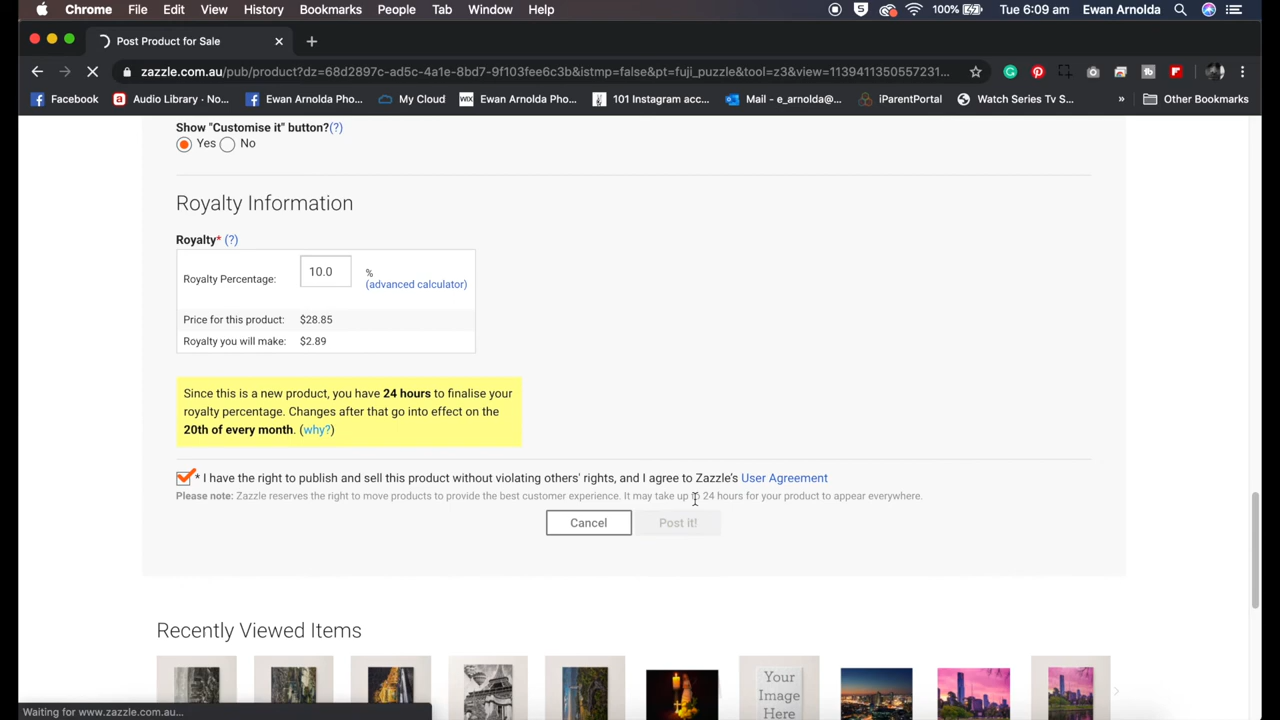 Chrome File Edit View History Bookmarks People Tab Window Help 100% Tue 6:09 am Ewan Arnolda
Post Product for Sale
zazzle.com.au/pub/product?dz=68d2897c-ad5c-4a1e-8bd7-9f103fee6c3b&istmp=false&pt=fuji_puzzle&tool=z3&view=1139411350557231...
Facebook Audio Library - No... Ewan Arnolda Pho... My Cloud Ewan Arnolda Pho... 101 Instagram acc... Mail - e_arnolda@... iParentPortal Watch Series Tv S... » Other Bookmarks
Show "Customise it" button?(?)
Yes No
Royalty Information
Royalty* (?)
Royalty Percentage: 10.0 %
(advanced calculator)
Price for this product: $28.85
Royalty you will make: $2.89
Since this is a new product, you have 24 hours to finalise your
royalty percentage. Changes after that go into effect on the
20th of every month. (why?)
* I have the right to publish and sell this product without violating others' rights, and I agree to Zazzle's User Agreement
Please note: Zazzle reserves the right to move products to provide the best customer experience. It may take up to 24 hours for your product to appear everywhere.
Cancel Post it!
Recently Viewed Items
Your
Image
Here
Waiting for www.zazzle.com.au...